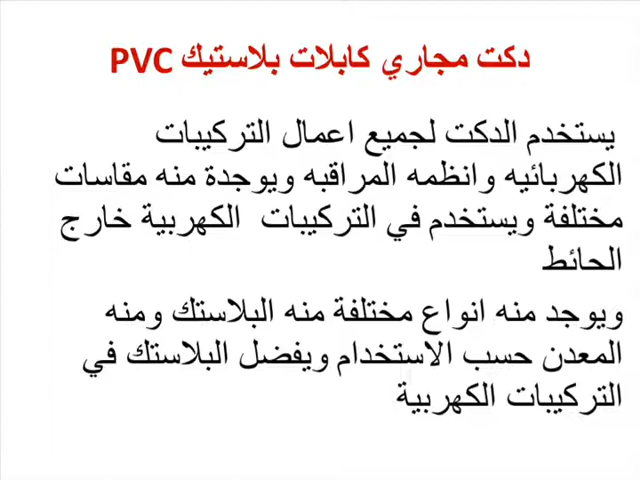 دكت مجاري كابلات بلاستيك PVC
يستخدم الدكت لجميع اعمال التركيبات
الكهربائيه وانظمه المراقبه ويوجدة منه مقاسات
مختلفة ويستخدم في التركيبات الكهربية خارج
الحائط
ويوجد منه انواع مختلفة منه البلاستك ومنه
المعدن حسب الاستخدام ويفضل البلاستك في
التركيبات الكهربية